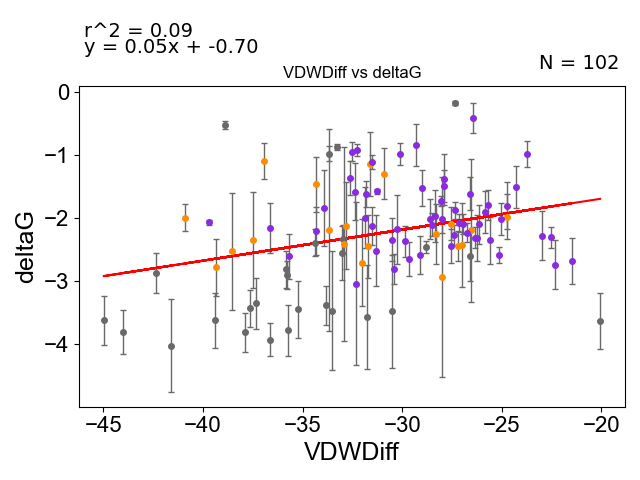 r^2 = 0.09
y = 0.05x + -0.70
N = 102
VDWDiff vs deltaG
0
−1
−2
−3
−4
deltaG
−45
−40
−35
−30
−25
−20
VDWDiff